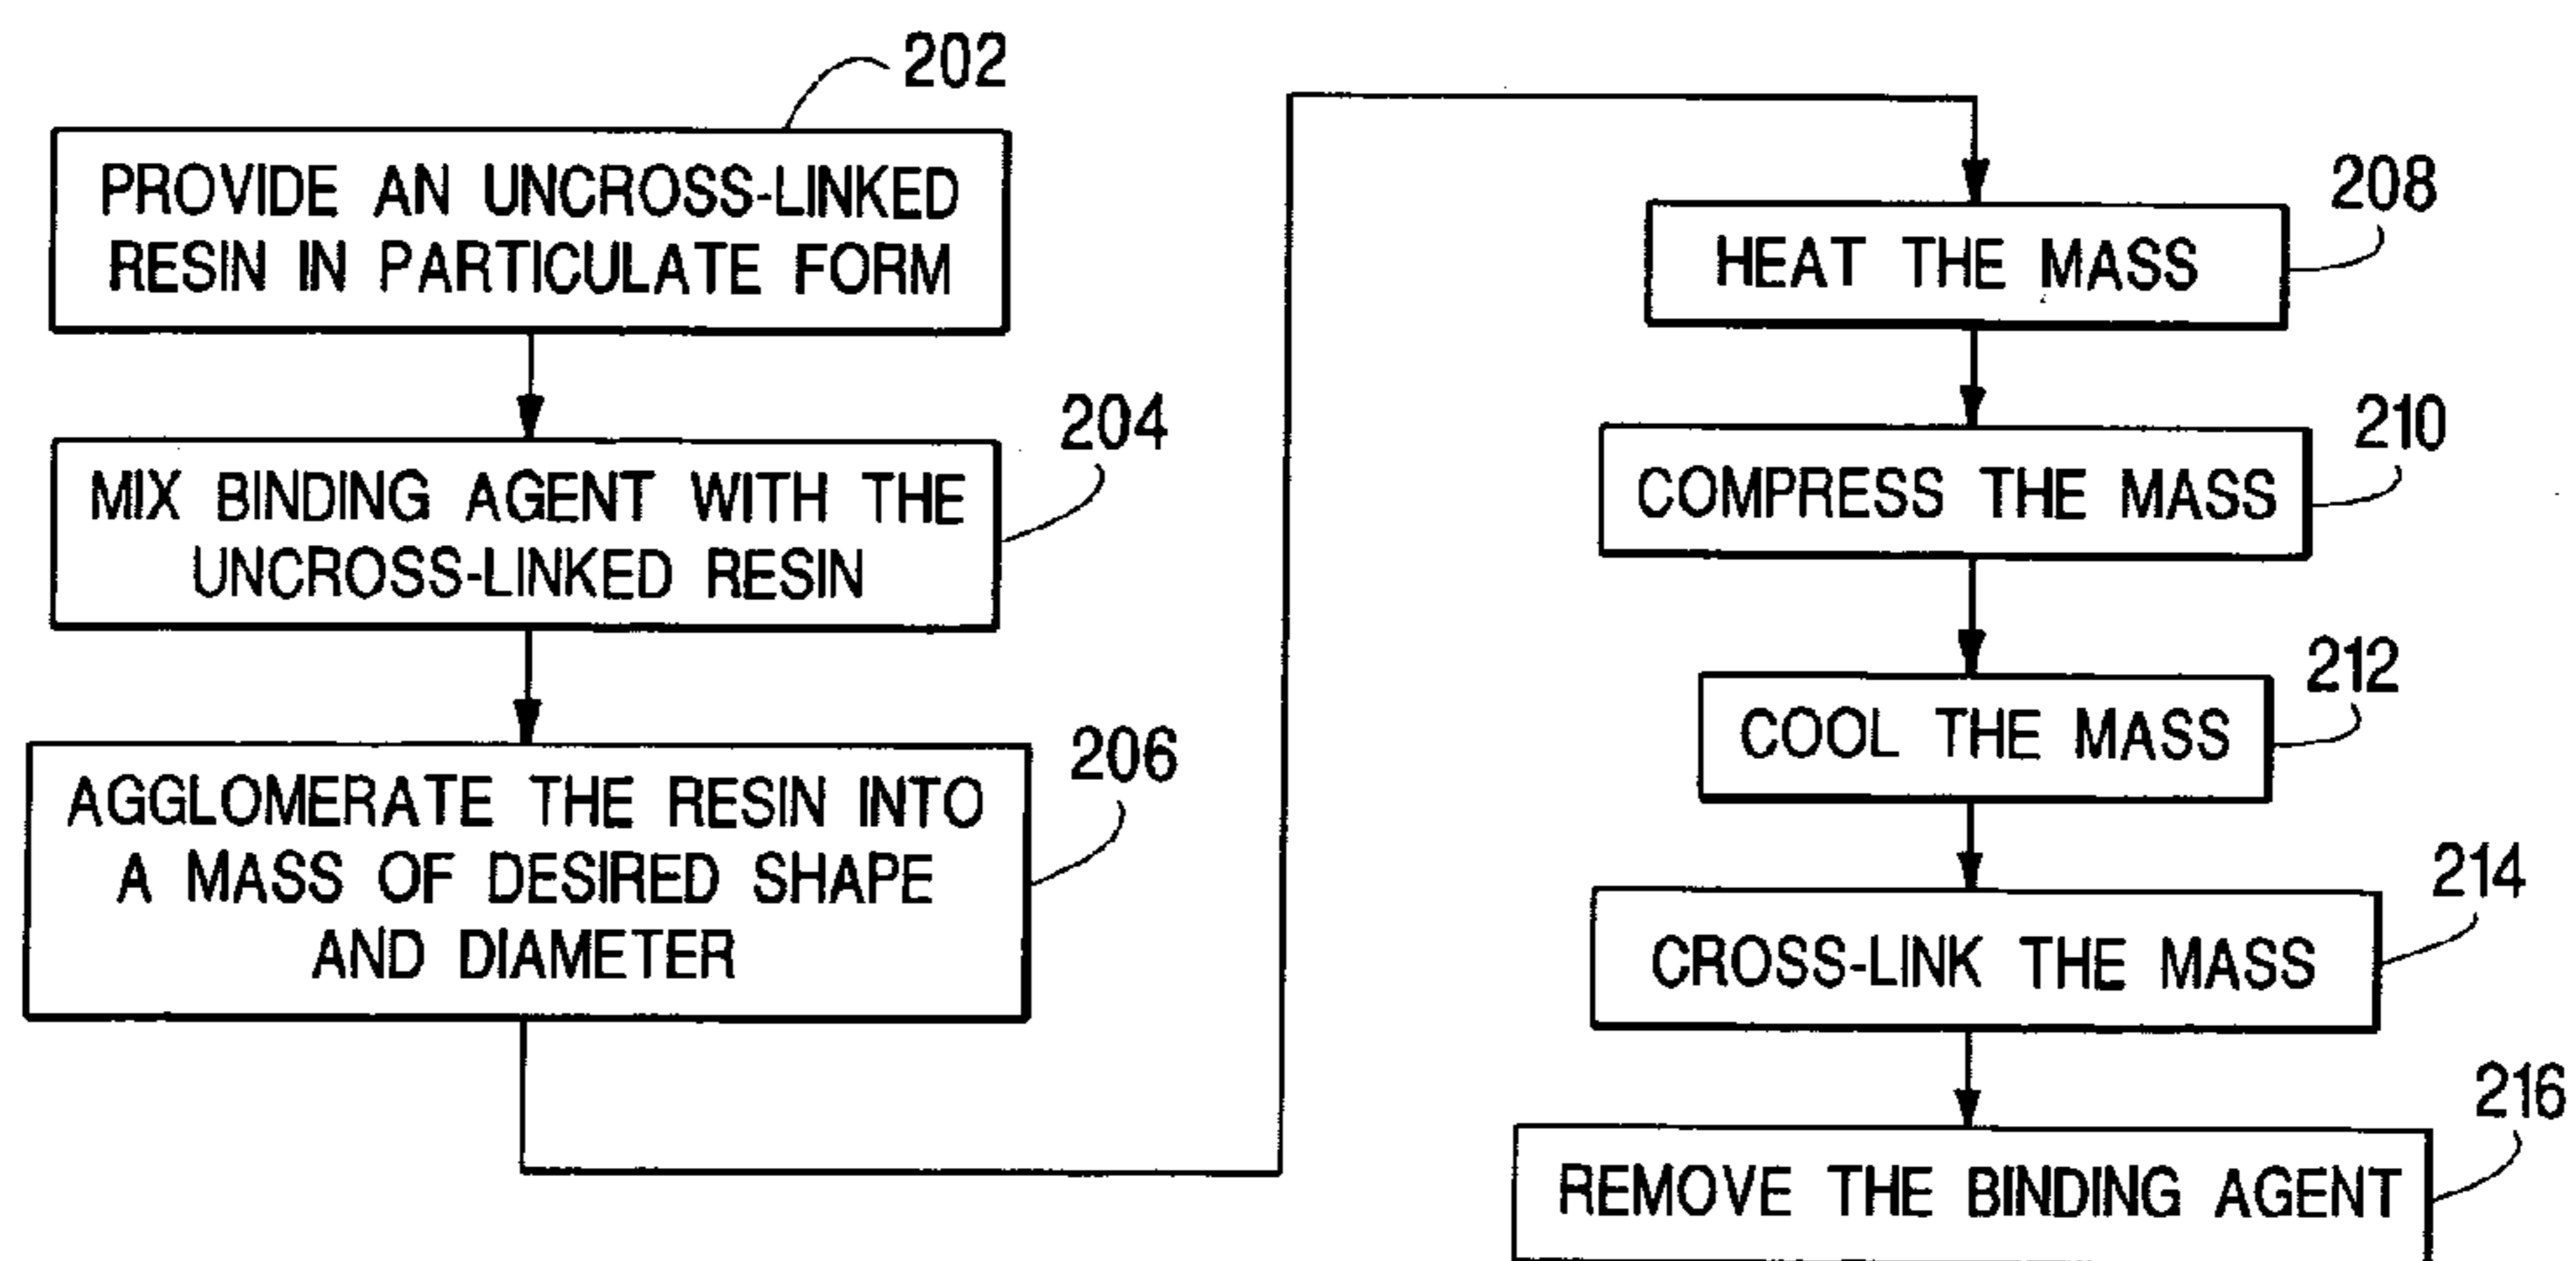 202
PROVIDE AN UNCROSS-LINKED
RESIN IN PARTICULATE FORM
204
MIX BINDING AGENT WITH THE
UNCROSS-LINKED RESIN
206
AGGLOMERATE THE RESIN INTO
A MASS OF DESIRED SHAPE
AND DIAMETER
208
HEAT THE MASS
210
COMPRESS THE MASS
212
COOL THE MASS
214
CROSS-LINK THE MASS
216
REMOVE THE BINDING AGENT